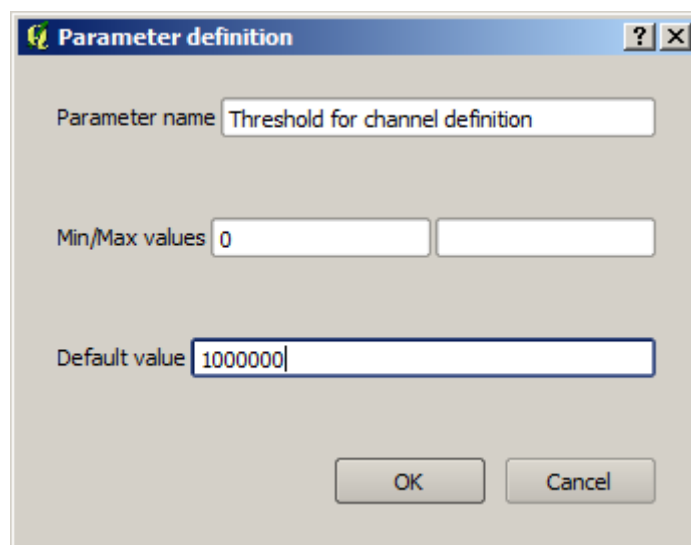 Parameter definition
Parameter name Threshold for channel definition
Min/Max values 0
Default value 1000000
OK Cancel